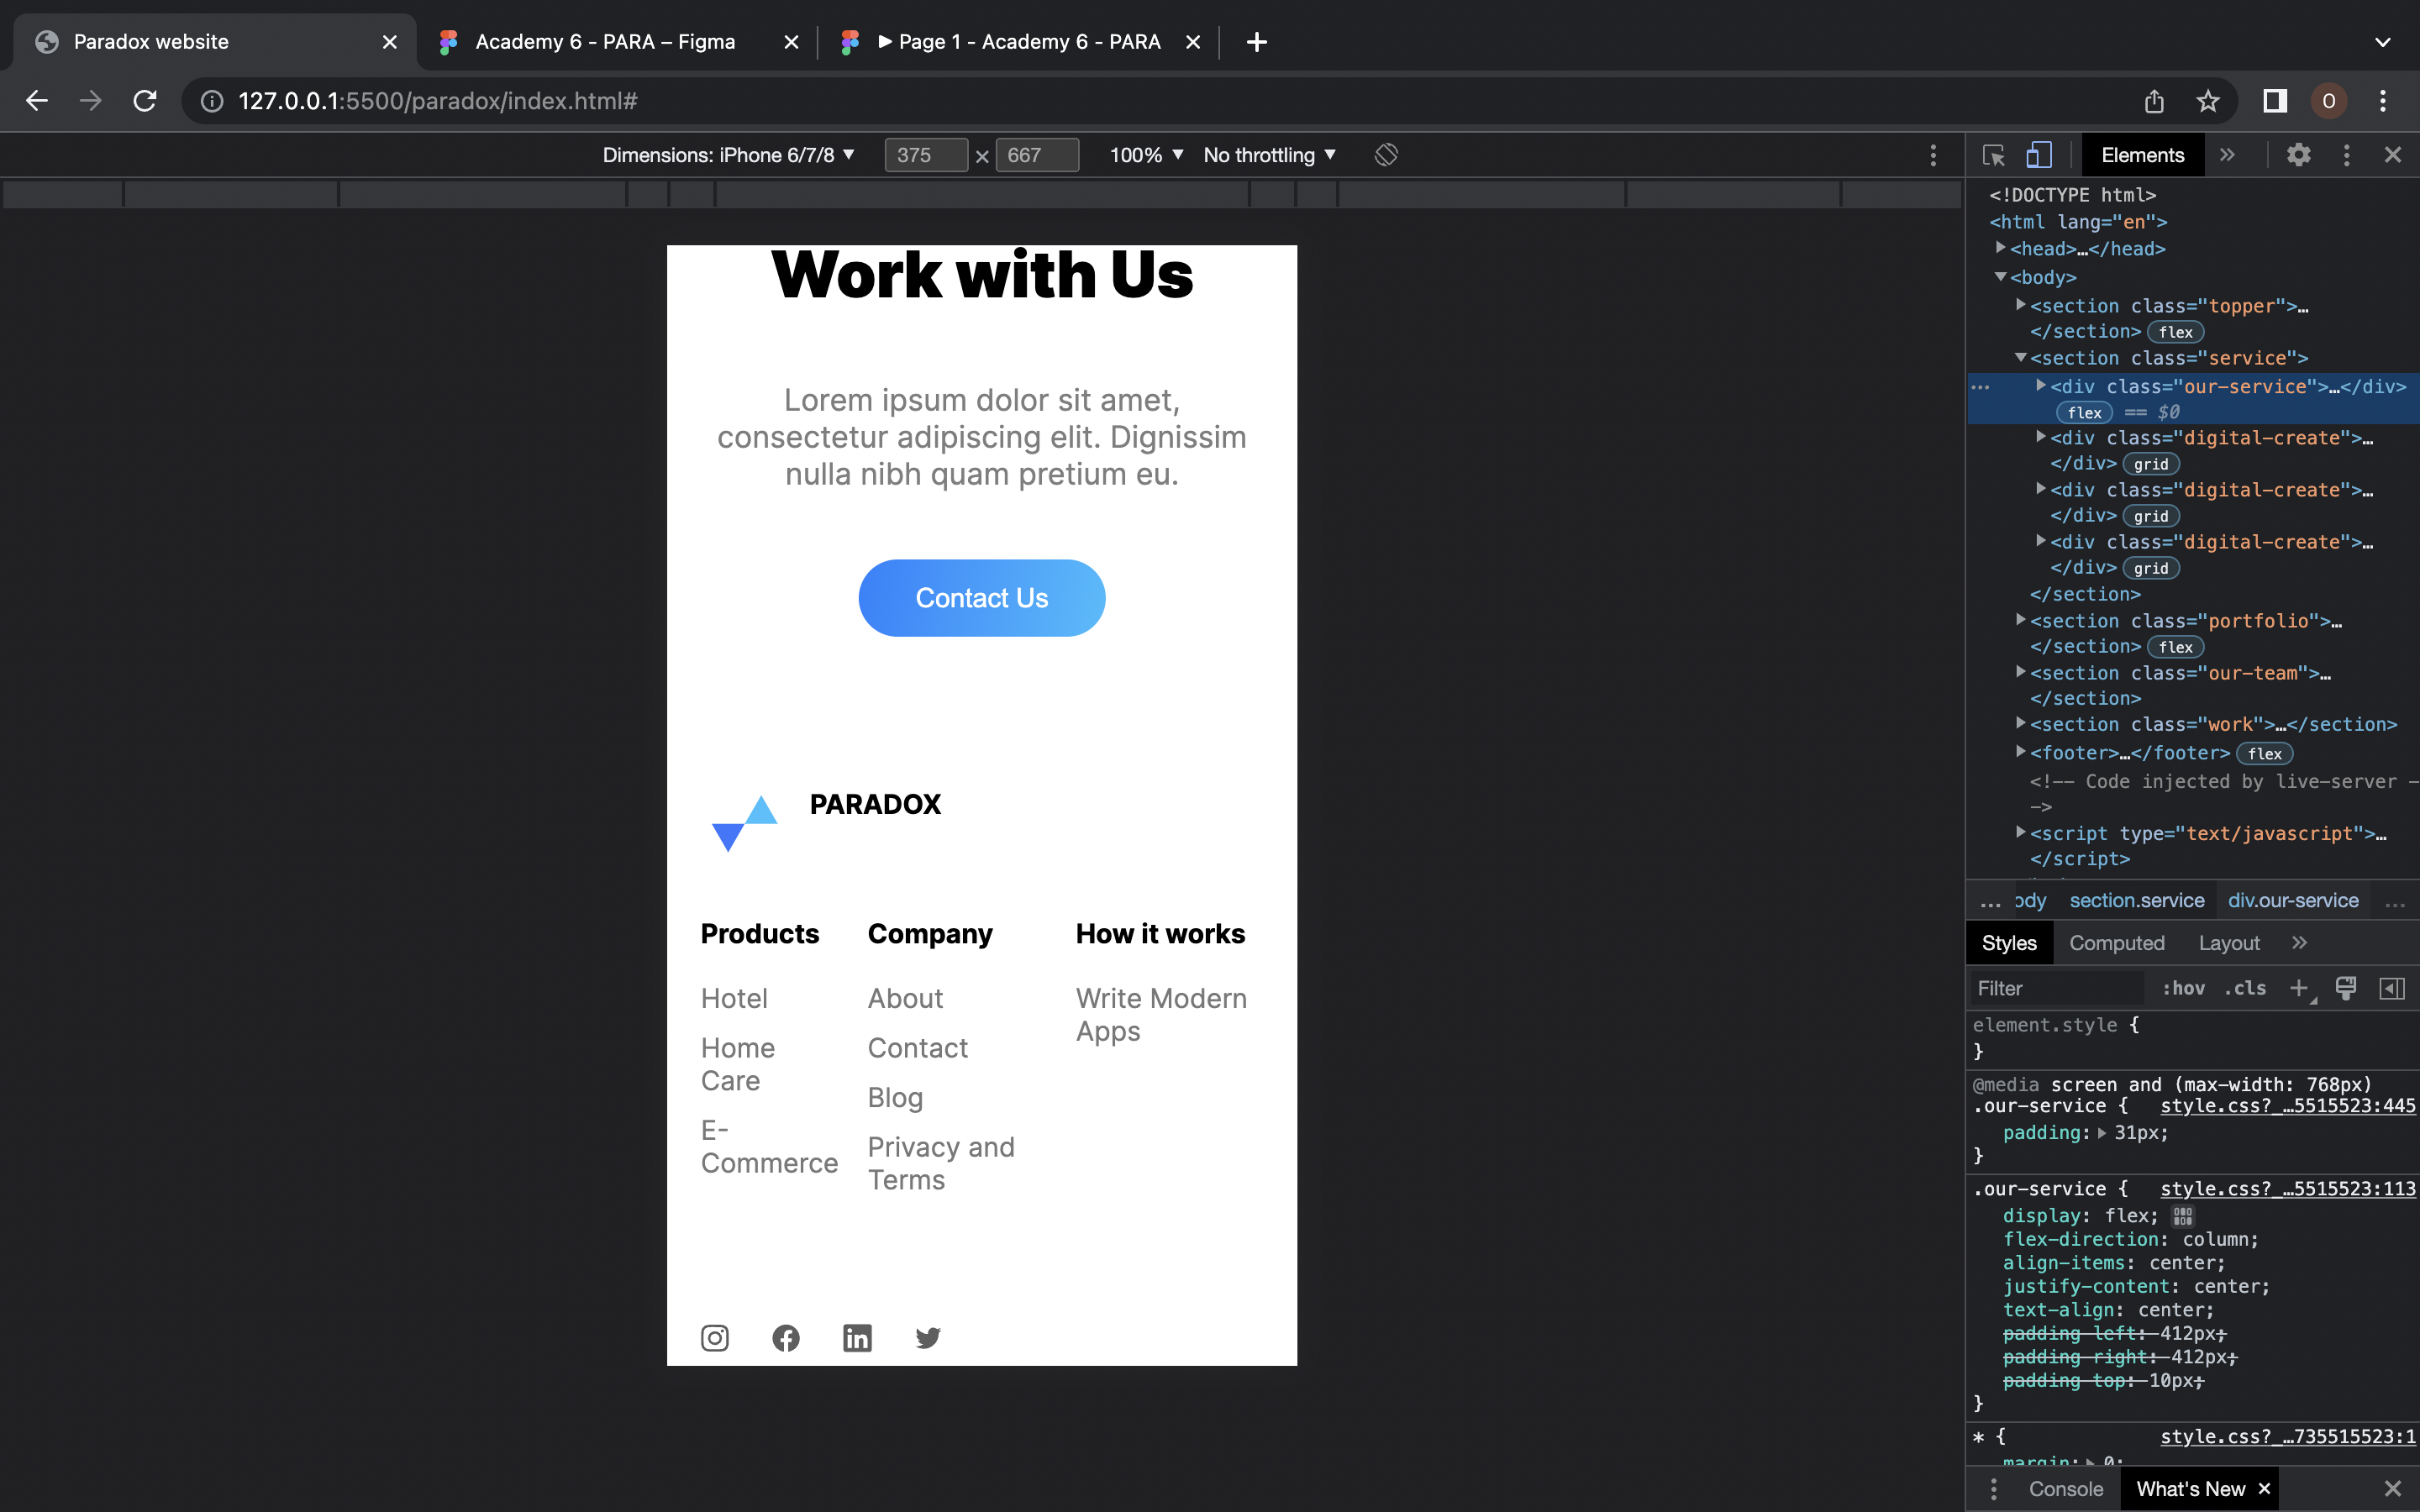 Paradox website
Academy 6 - PARA – Figma
Page 1 - Academy 6 - PARA
127.0.0.1:5500/paradox/index.html#
O
Dimensions: iPhone 6/7/8 ▼ 375 × 667 100% ▼ No throttling ▼
Work with Us
Lorem ipsum dolor sit amet,
consectetur adipiscing elit. Dignissim
nulla nibh quam pretium eu.
Contact Us
PARADOX
Products
Hotel
Home
Care
E-
Commerce
Company
About
Contact
Blog
Privacy and
Terms
How it works
Write Modern
Apps
Elements »
<!DOCTYPE html>
<html lang="en">
<head>…</head>
<body>
<section class="topper">…
</section> flex
<section class="service">
<div class="our-service">…</div>
flex == $0
<div class="digital-create">…
</div> grid
<div class="digital-create">…
</div> grid
<div class="digital-create">…
</div> grid
</section>
<section class="portfolio">…
</section> flex
<section class="our-team">…
</section>
<section class="work">…</section>
<footer>…</footer> flex
<!-- Code injected by live-server -
->
<script type="text/javascript">…
</script>
… ody section.service div.our-service …
Styles Computed Layout »
Filter :hov .cls +
element.style {
}
@media screen and (max-width: 768px)
.our-service { style.css?_…5515523:445
padding: 31px;
}
.our-service { style.css?_…5515523:113
display: flex;
flex-direction: column;
align-items: center;
justify-content: center;
text-align: center;
padding-left: 412px;
padding-right: 412px;
padding-top: 10px;
}
* { style.css?_…735515523:1
margin: 0;
Console What's New